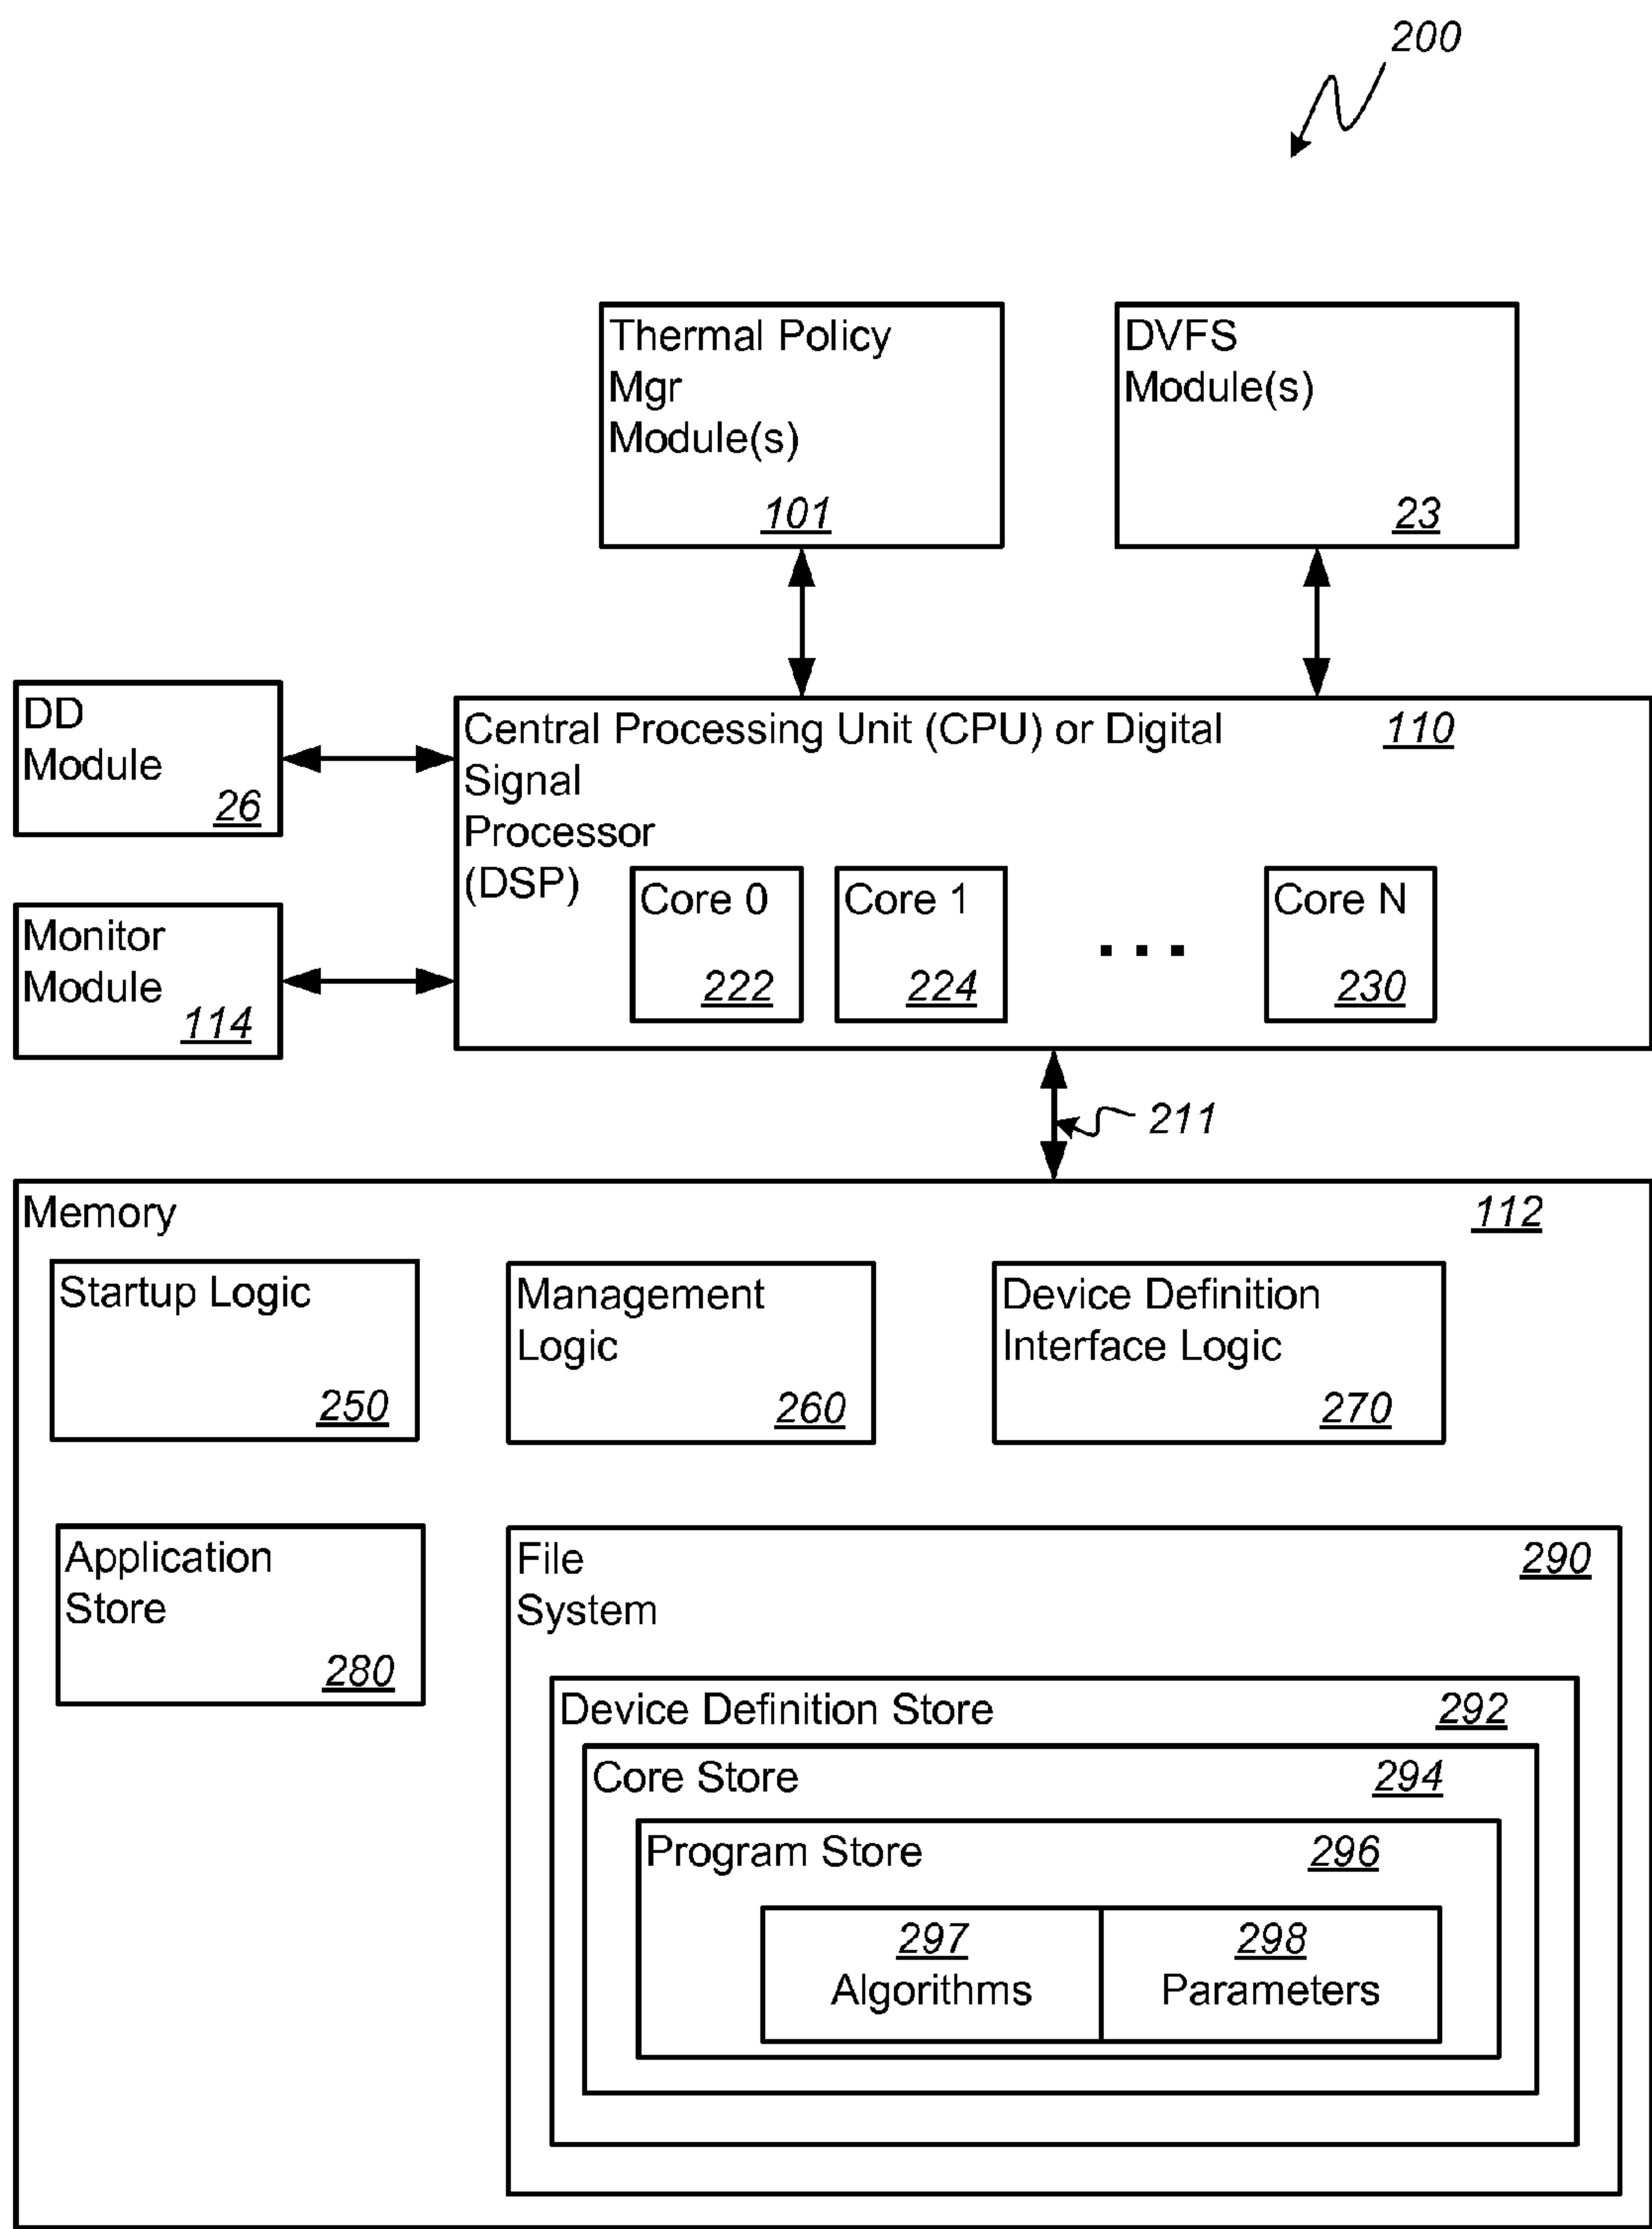 200
Thermal Policy
Mgr
Module(s)
101
DVFS
Module(s)
23
DD
Module
26
Central Processing Unit (CPU) or Digital
110
Signal
Processor
(DSP)
Core 0
222
Core 1
224
...
Core N
230
Monitor
Module
114
211
Memory
112
Startup Logic
250
Management
Logic
260
Device Definition
Interface Logic
270
Application
Store
280
File
System
290
Device Definition Store
292
Core Store
294
Program Store
296
297
Algorithms
298
Parameters